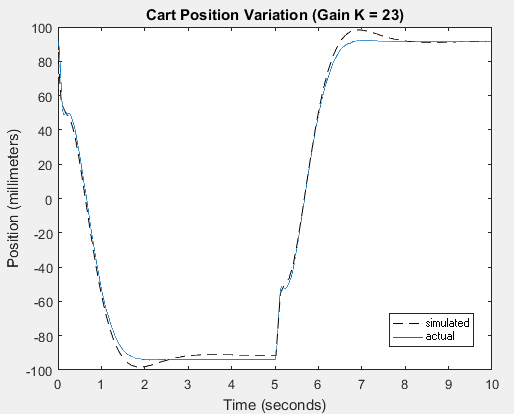 Cart Position Variation (Gain K = 23)
Position (millimeters)
100
80
60
40
20
0
-20
-40
-60
-80
-100
simulated
actual
0 1 2 3 4 5 6 7 8 9 10
Time (seconds)